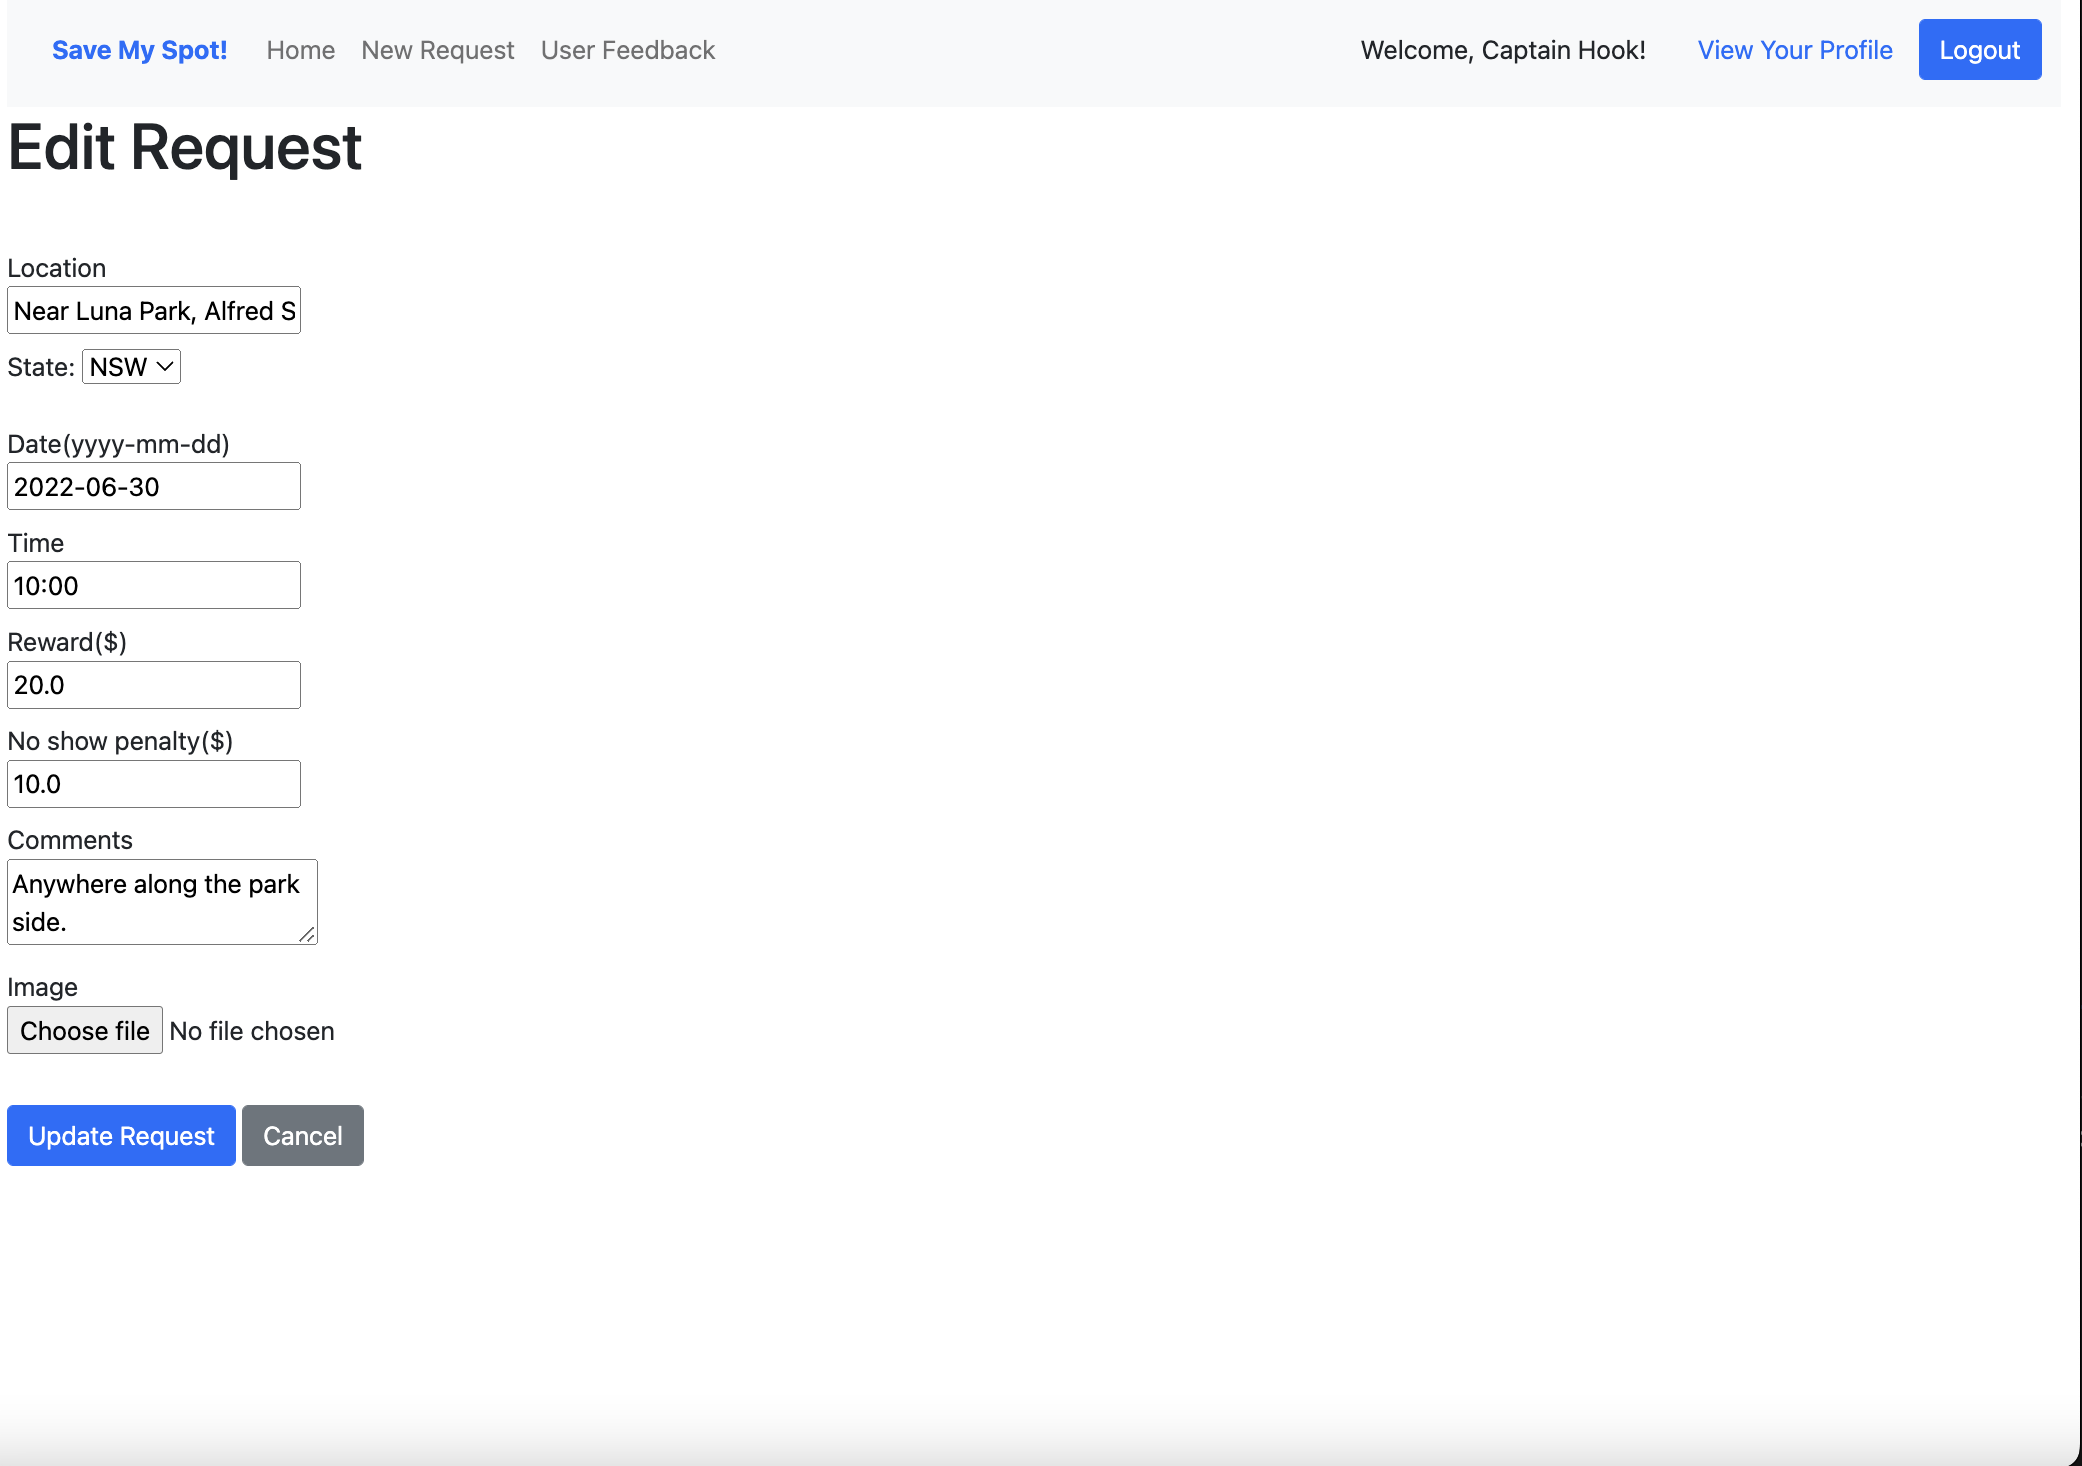 Save My Spot! Home New Request User Feedback Welcome, Captain Hook! View Your Profile Logout
Edit Request
Location
Near Luna Park, Alfred S
State: NSW
Date(yyyy-mm-dd)
2022-06-30
Time
10:00
Reward($)
20.0
No show penalty($)
10.0
Comments
Anywhere along the park
side.
Image
Choose file No file chosen
Update Request Cancel